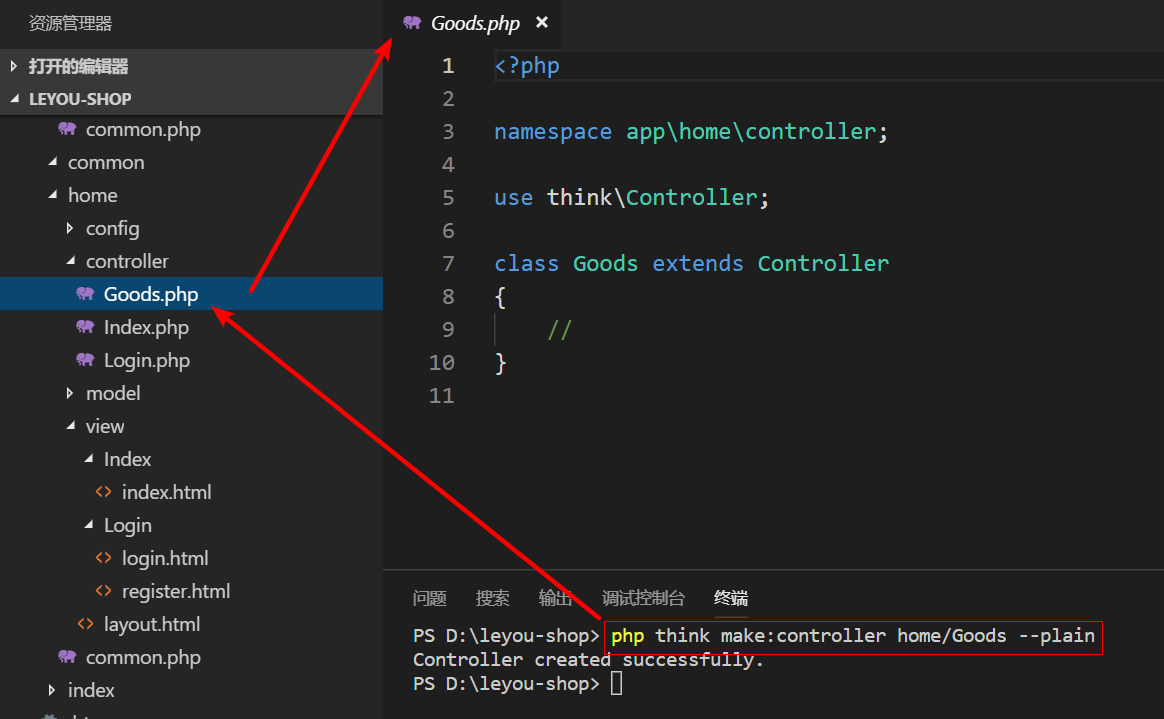 资源管理器
打开的编辑器
LEYOU-SHOP
common.php
common
home
config
controller
Goods.php
Index.php
Login.php
model
view
Index
index.html
Login
login.html
register.html
layout.html
common.php
index
Goods.php ×
1 <?php
2
3 namespace app\home\controller;
4
5 use think\Controller;
6
7 class Goods extends Controller
8 {
9 //
10 }
11
问题 搜索 输出 调试控制台 终端
PS D:\leyou-shop> php think make:controller home/Goods --plain
Controller created successfully.
PS D:\leyou-shop>